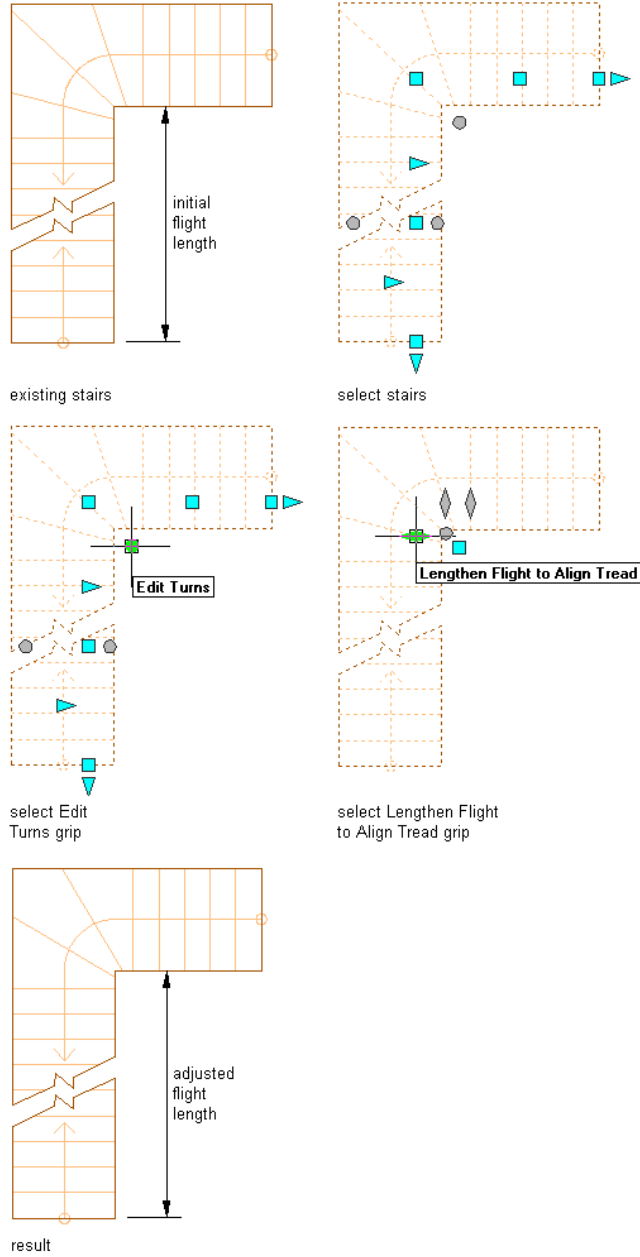 initial
flight
length
existing stairs
select stairs
Edit Turns
Lengthen Flight to Align Tread
select Edit
Turns grip
select Lengthen Flight
to Align Tread grip
adjusted
flight
length
result